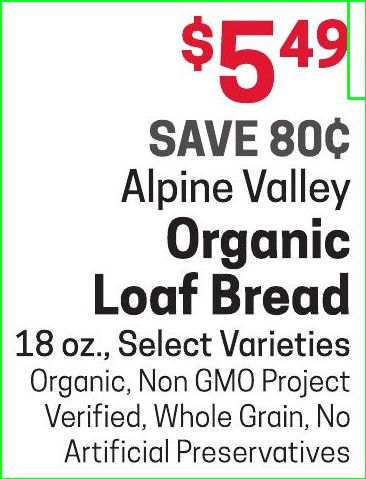 $5.49
SAVE 80¢
Alpine Valley
Organic
Loaf Bread
18 oz., Select Varieties
Organic, Non GMO Project
Verified, Whole Grain, No
Artificial Preservatives